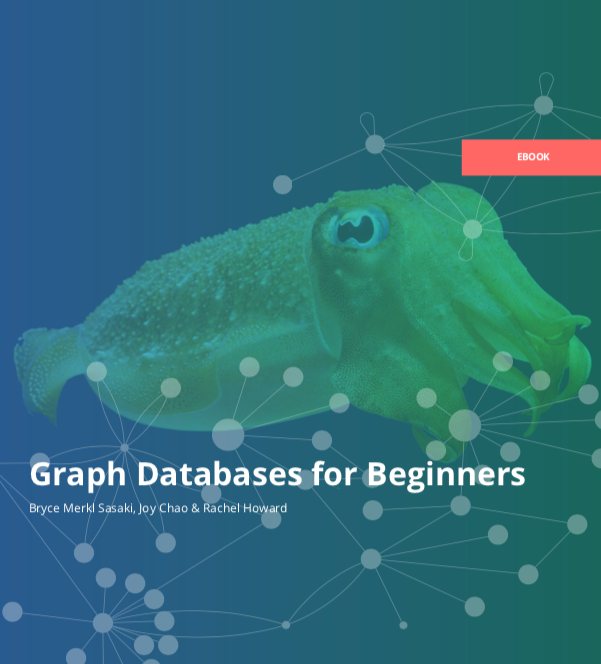 EBOOK
Graph Databases for Beginners
Bryce Merkl Sasaki, Joy Chao & Rachel Howard